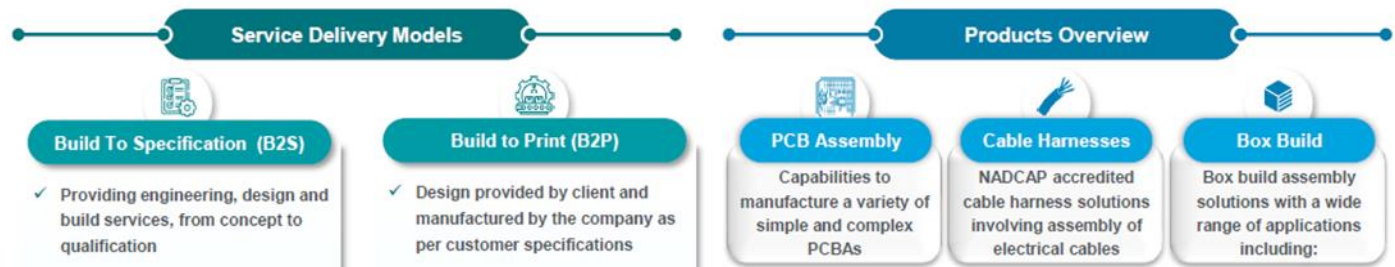 Service Delivery Models
Build To Specification (B2S)
✓ Providing engineering, design and
build services, from concept to
qualification
Build to Print (B2P)
✓ Design provided by client and
manufactured by the company as
per customer specifications
Products Overview
PCB Assembly
Capabilities to
manufacture a variety of
simple and complex
PCBAs
Cable Harnesses
NADCAP accredited
cable harness solutions
involving assembly of
electrical cables
Box Build
Box build assembly
solutions with a wide
range of applications
including: